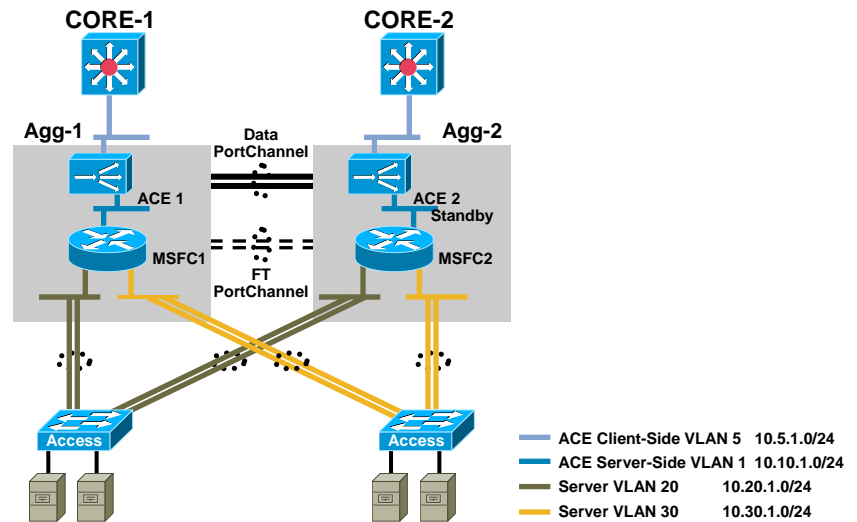 CORE-1
CORE-2
Agg-1
Agg-2
Data
PortChannel
ACE 1
ACE 2
Standby
MSFC1
MSFC2
FT
PortChannel
Access
Access
ACE Client-Side VLAN 5 10.5.1.0/24
ACE Server-Side VLAN 1 10.10.1.0/24
Server VLAN 20 10.20.1.0/24
Server VLAN 30 10.30.1.0/24